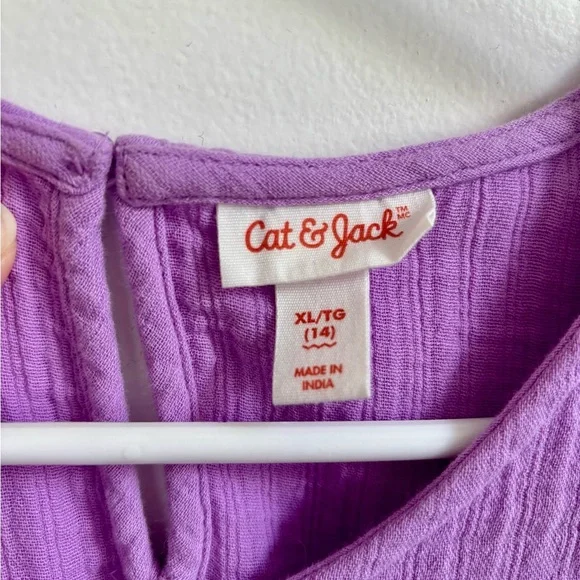 Cat & Jack™
MC
XL/TG
(14)
MADE IN
INDIA